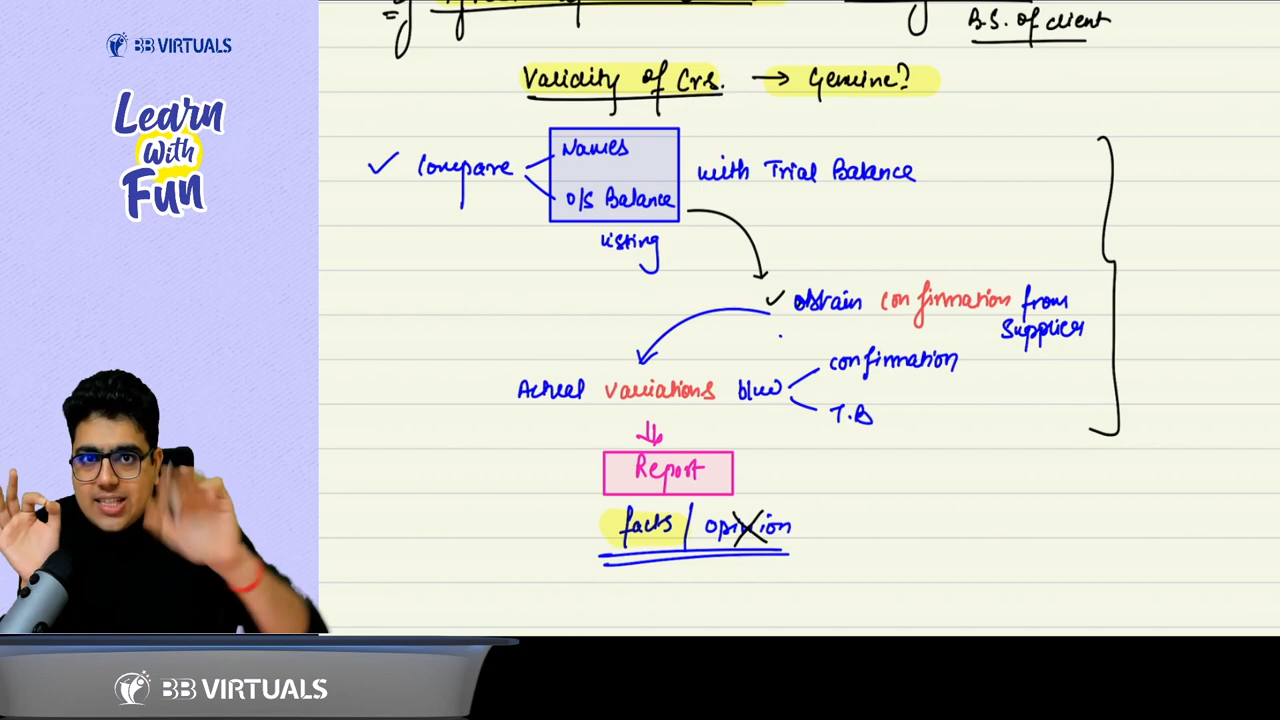 BB VIRTUALS
Learn
With
Fun
B.S. of client
Validity of Crs. → Genuine?
✓ Compare Names with Trial Balance
O/S Balance
Listing
✓ obtain confirmation from
Supplier
Actual variations b/w confirmation
T.B
Report
facts / opinion
BB VIRTUALS